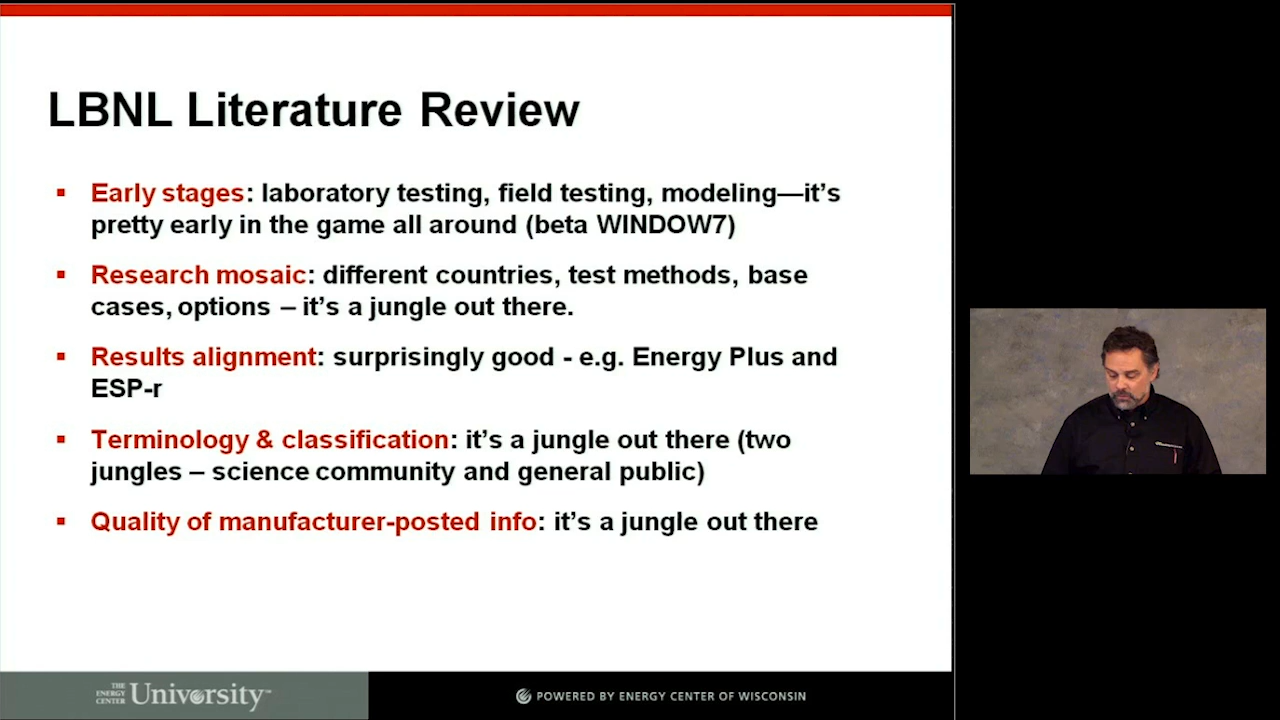 LBNL Literature Review
▪ Early stages: laboratory testing, field testing, modeling—it’s
pretty early in the game all around (beta WINDOW7)
▪ Research mosaic: different countries, test methods, base
cases, options – it’s a jungle out there.
▪ Results alignment: surprisingly good - e.g. Energy Plus and
ESP-r
▪ Terminology & classification: it’s a jungle out there (two
jungles – science community and general public)
▪ Quality of manufacturer-posted info: it’s a jungle out there
THE
ENERGY
CENTER
University™
POWERED BY ENERGY CENTER OF WISCONSIN